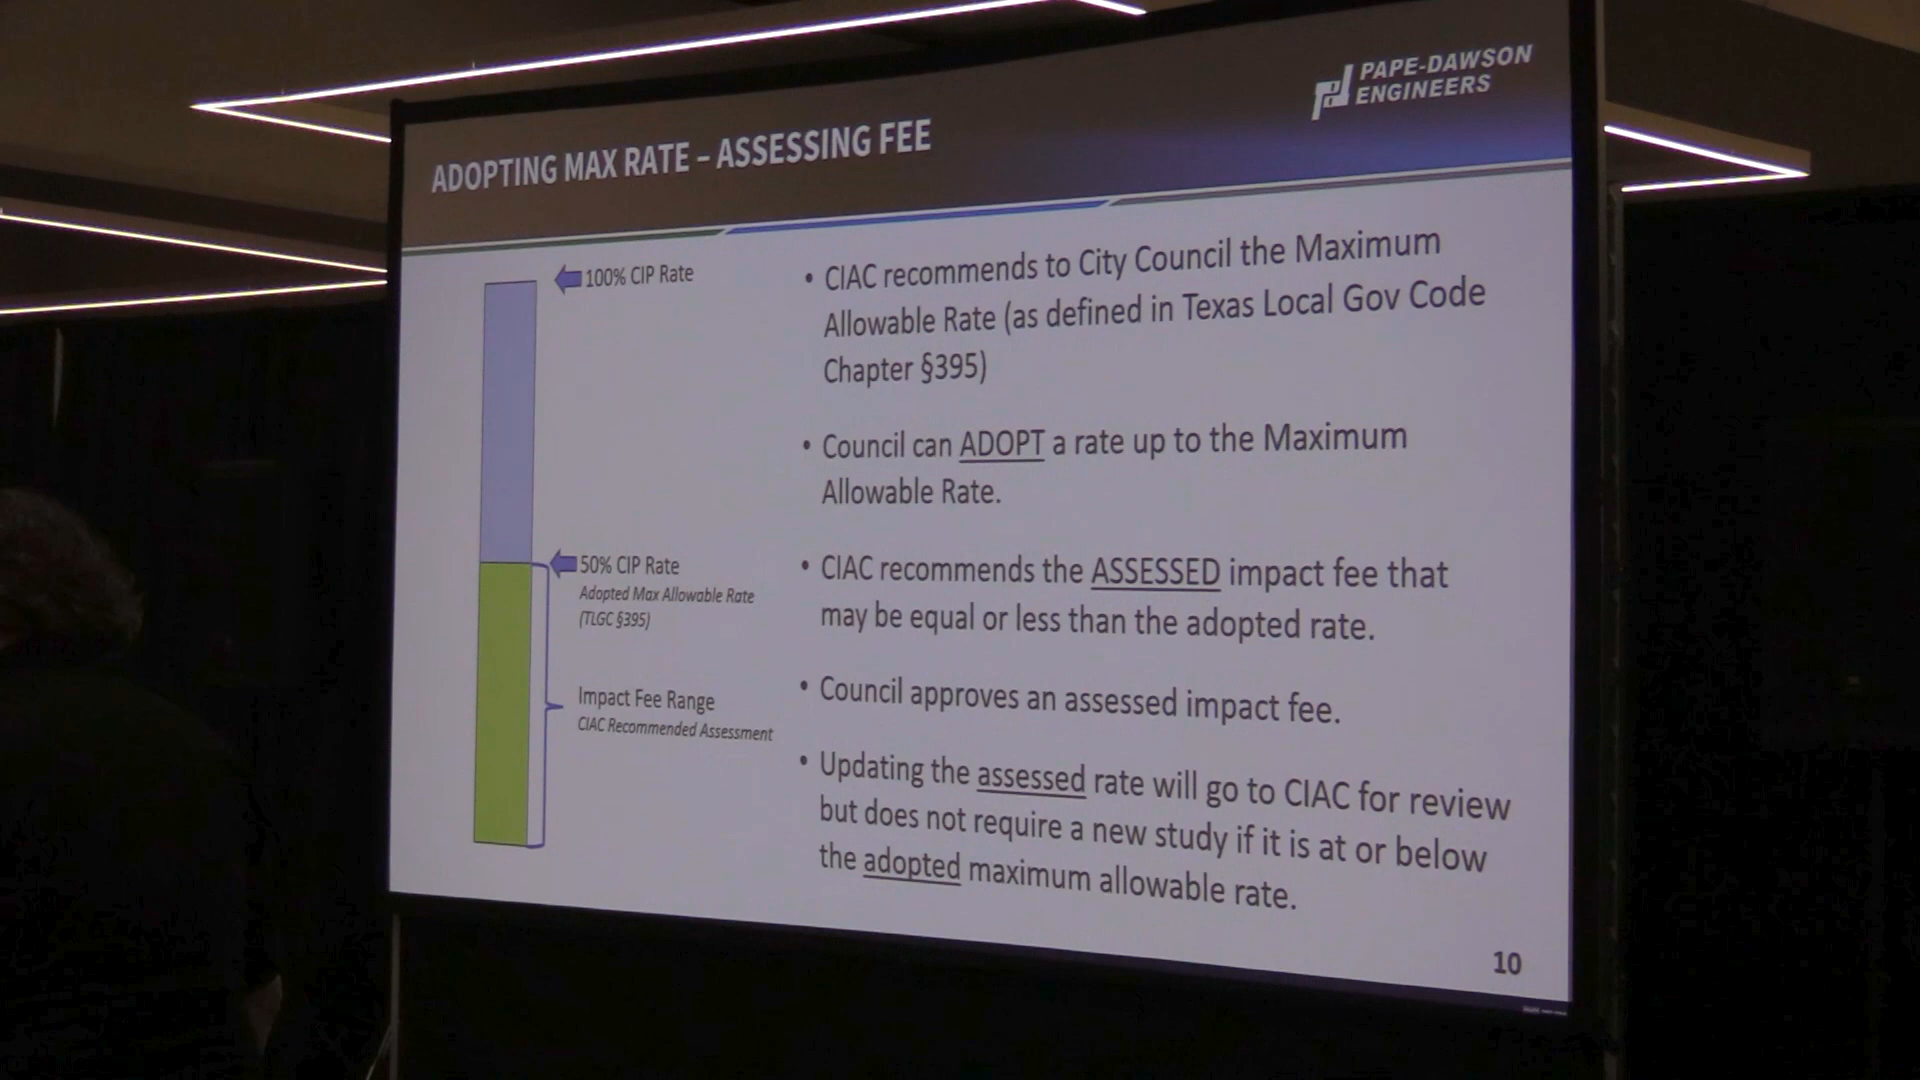 PAPE-DAWSON
ENGINEERS
ADOPTING MAX RATE – ASSESSING FEE
100% CIP Rate
50% CIP Rate
Adopted Max Allowable Rate
(TLGC §395)
Impact Fee Range
CIAC Recommended Assessment
• CIAC recommends to City Council the Maximum
Allowable Rate (as defined in Texas Local Gov Code
Chapter §395)
• Council can ADOPT a rate up to the Maximum
Allowable Rate.
• CIAC recommends the ASSESSED impact fee that
may be equal or less than the adopted rate.
• Council approves an assessed impact fee.
• Updating the assessed rate will go to CIAC for review
but does not require a new study if it is at or below
the adopted maximum allowable rate.
10